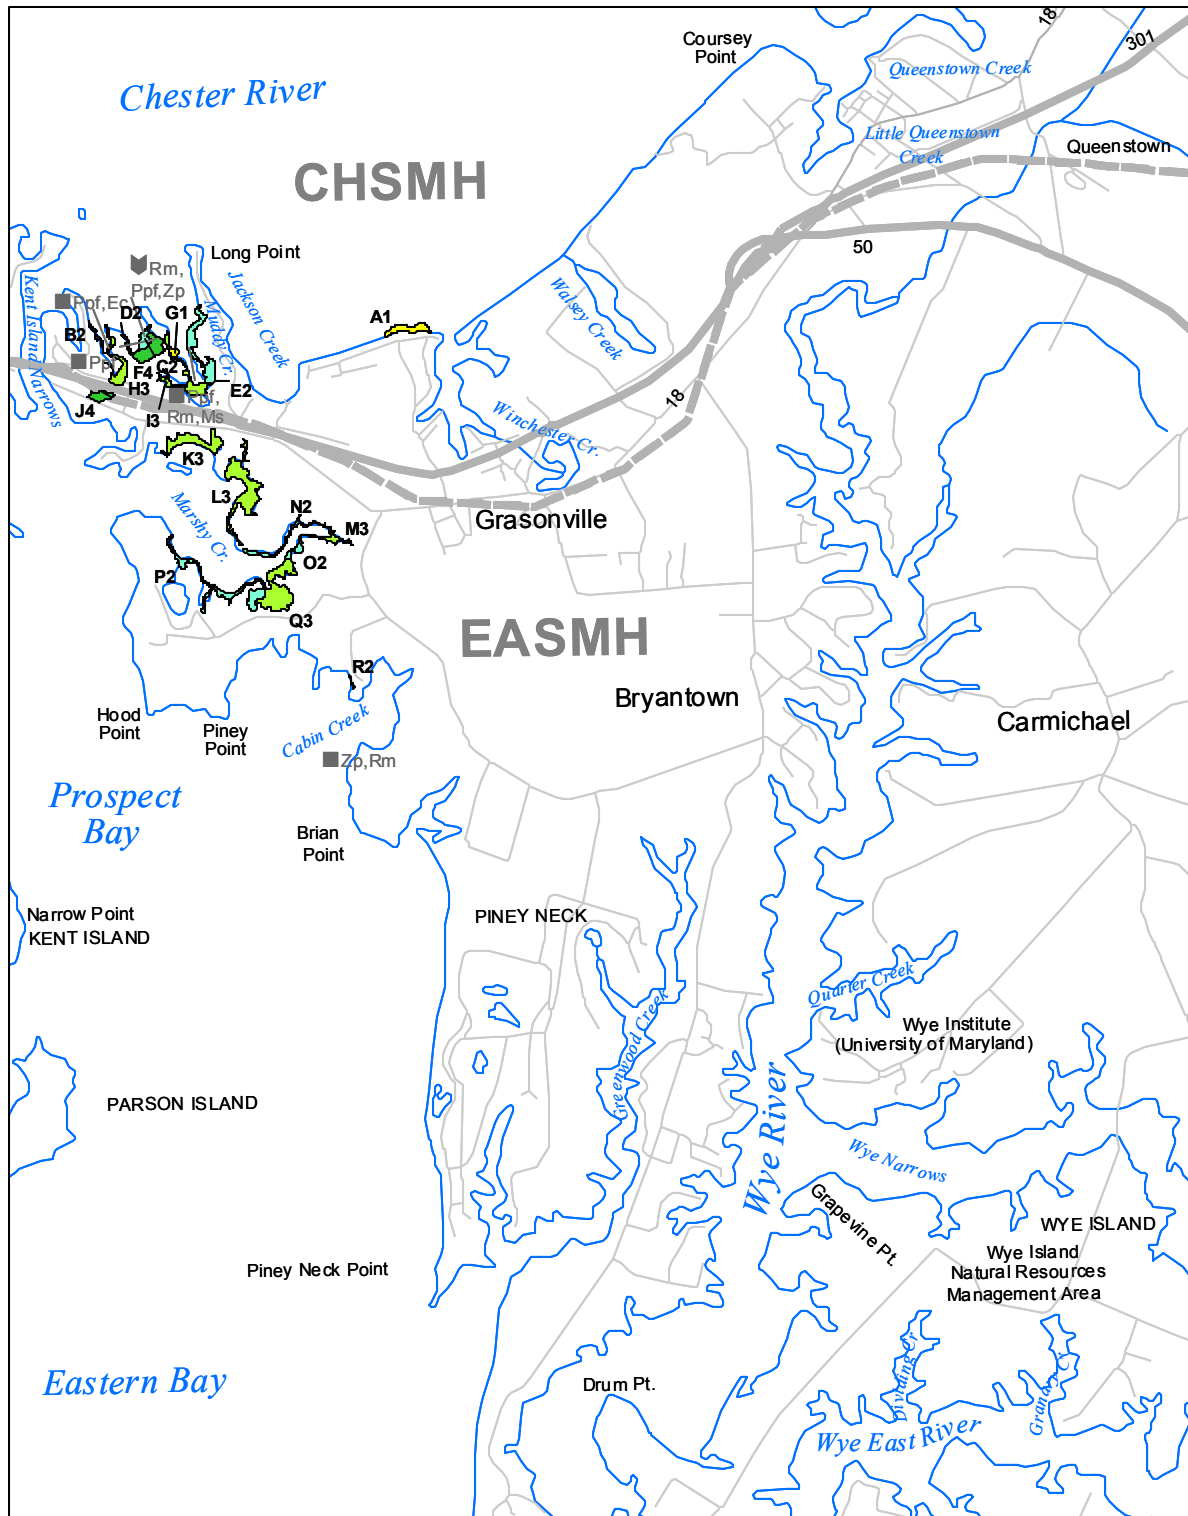 18
301
Coursey
Point
Queenstown Creek
Chester River
Little Queenstown
Creek
Queenstown
CHSMH
50
Long Point
Rm,
Ppf,Zp
Kent Island Narrows
Jackson Creek
Muddy Cr.
Walsey Creek
Ppf,Ec
D2
G1
A1
B2
Pp
F4
C2
H3
E2
J4
Ppf,
Rm,Ms
I3
18
Winchester Cr.
K3
L3
N2
Grasonville
M3
Marshy Cr.
O2
P2
Q3
EASMH
R2
Bryantown
Hood
Point
Piney
Point
Cabin Creek
Carmichael
Zp,Rm
Prospect
Bay
Brian
Point
Narrow Point
KENT ISLAND
PINEY NECK
Quarter Creek
Greenwood Creek
Wye Institute
(University of Maryland)
PARSON ISLAND
Wye River
Wye Narrows
Grapevine Pt.
WYE ISLAND
Wye Island
Natural Resources
Management Area
Piney Neck Point
Eastern Bay
Drum Pt.
Dividing Cr
Granary Cr.
Wye East River